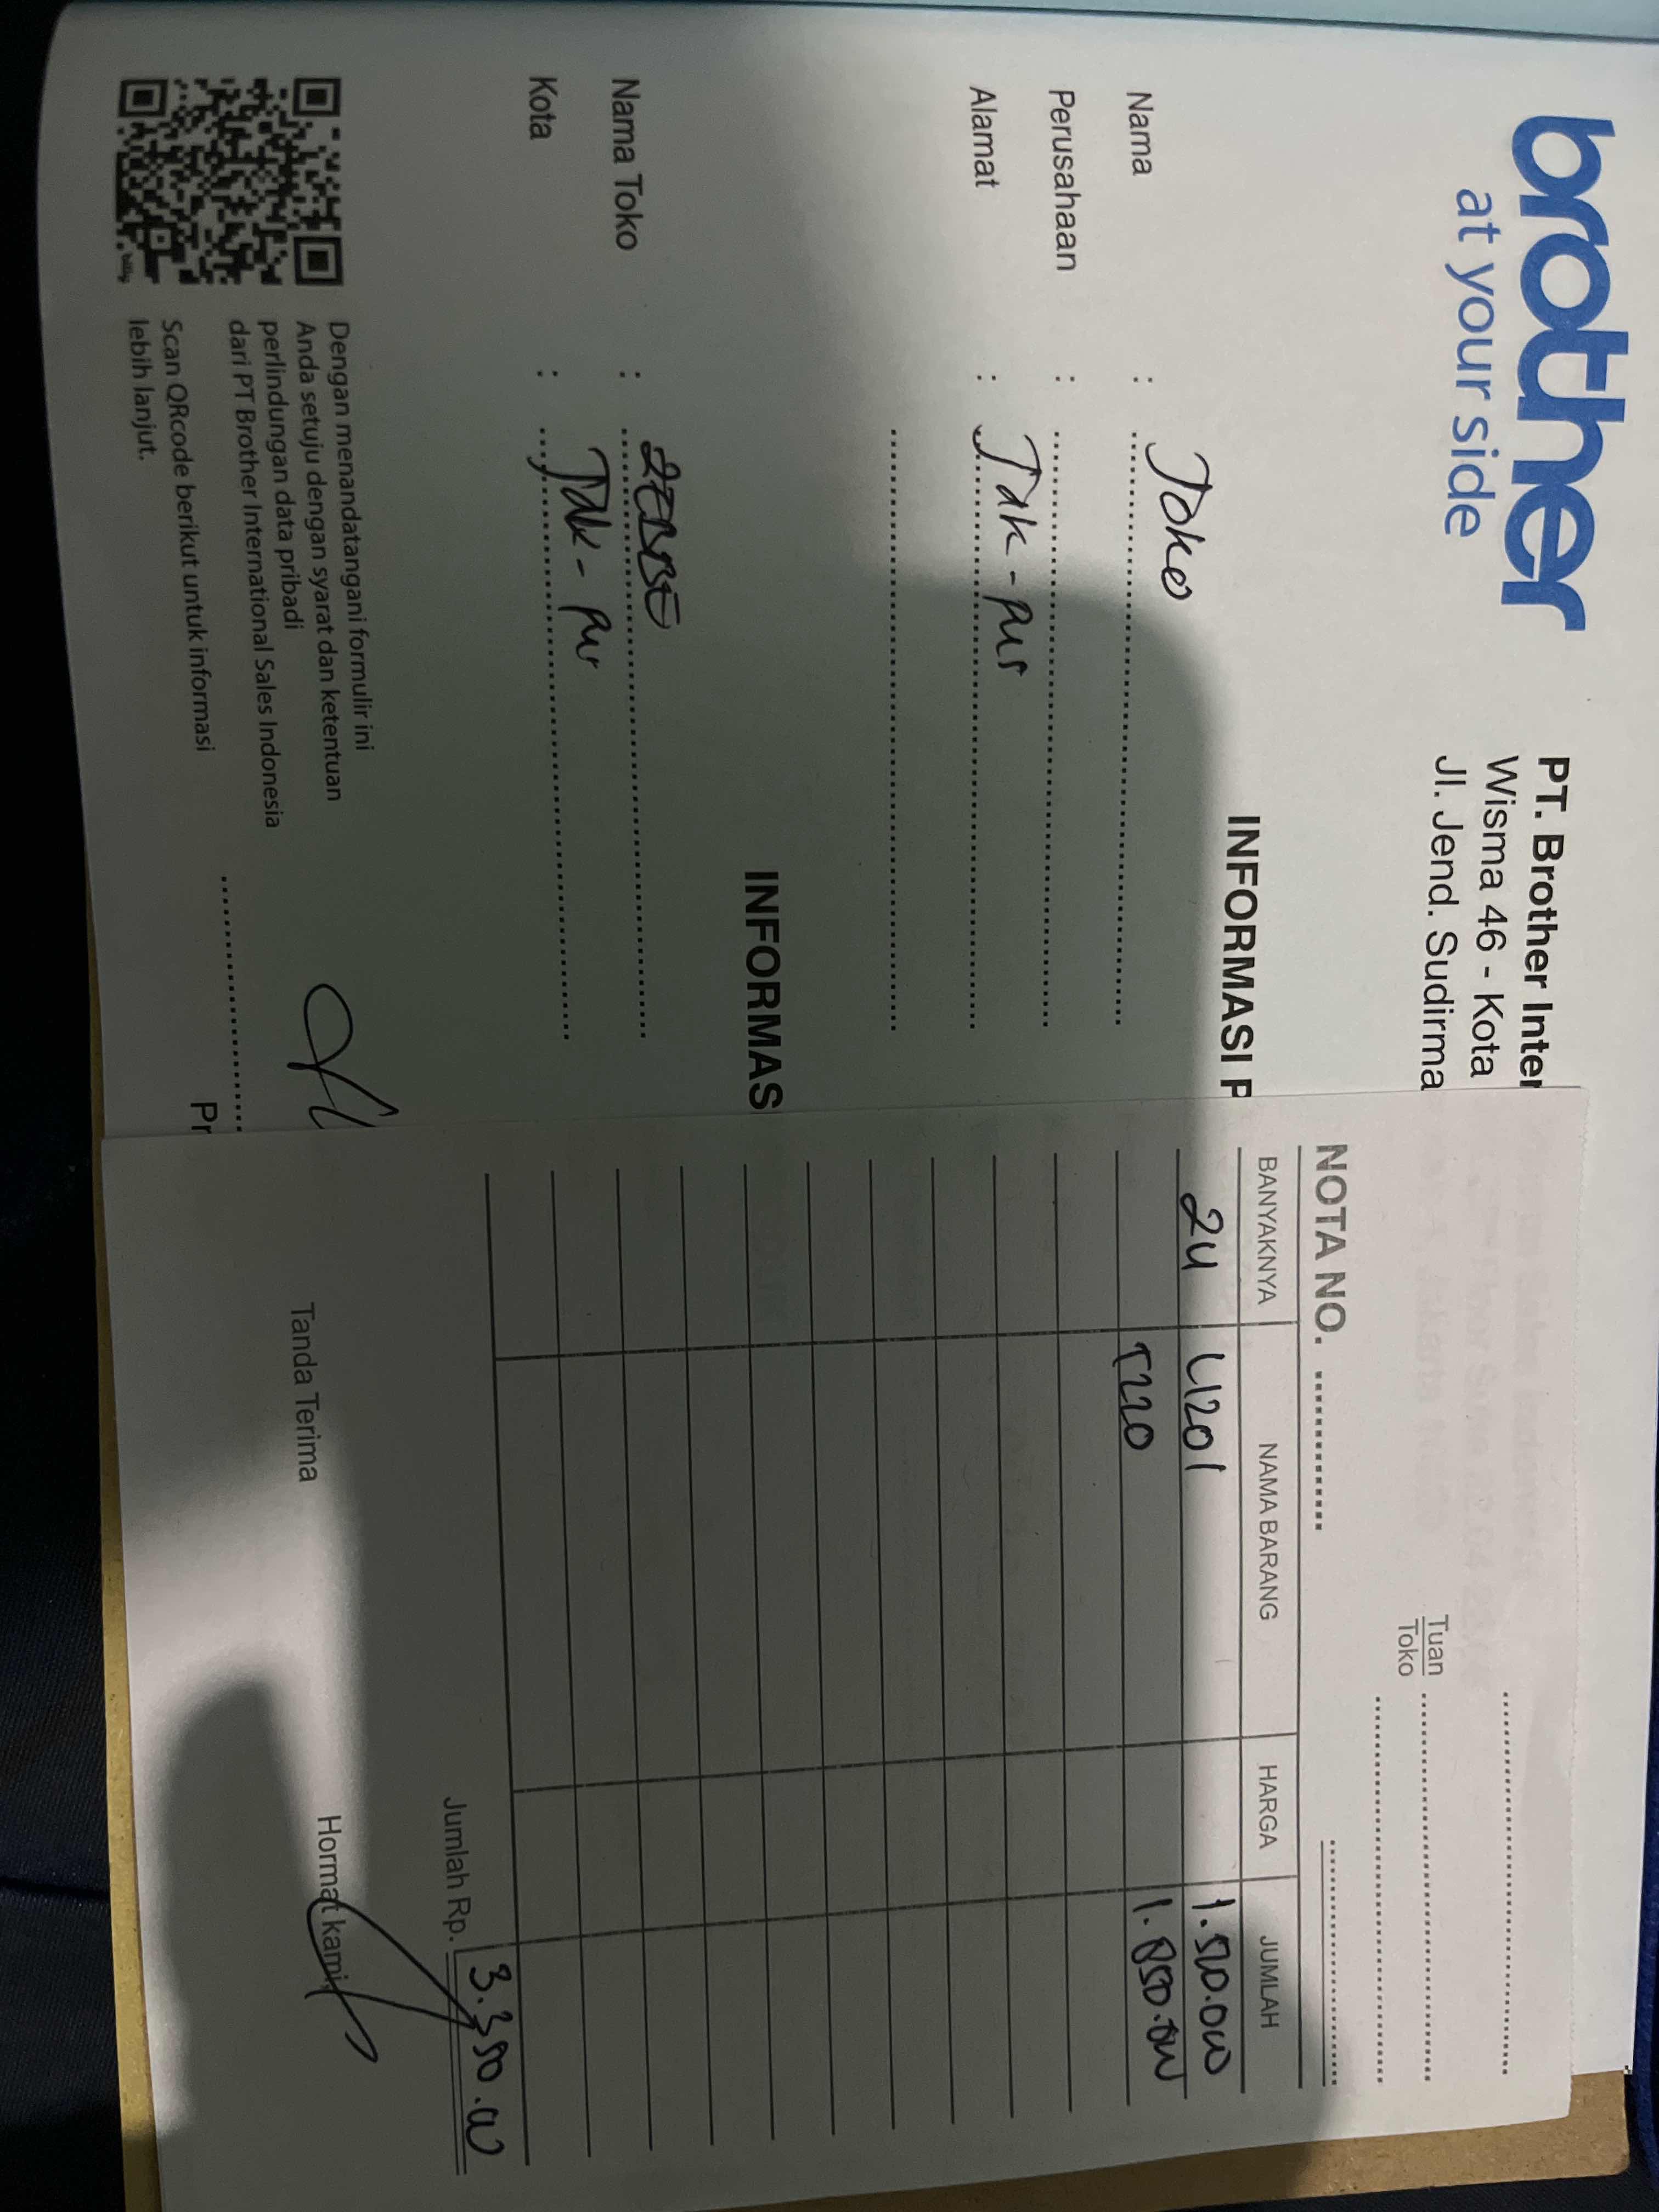 brother
at your side
PT. Brother Inter
Wisma 46 - Kota
Jl. Jend. Sudirma
INFORMASI P
Nama : Joko
Perusahaan :
Alamat : Jak - Pus
INFORMAS
Nama Toko :
Kota : Jak - Pus
Dengan menandatangani formulir ini
Anda setuju dengan syarat dan ketentuan
perlindungan data pribadi
dari PT Brother International Sales Indonesia
Scan QRcode berikut untuk informasi
lebih lanjut.
Pr
Tuan
Toko
NOTA NO.
BANYAKNYA NAMA BARANG HARGA JUMLAH
2u L1201 1.500.000
T220 1.850.000
Jumlah Rp. 3.350.00
Tanda Terima Hormat kami,